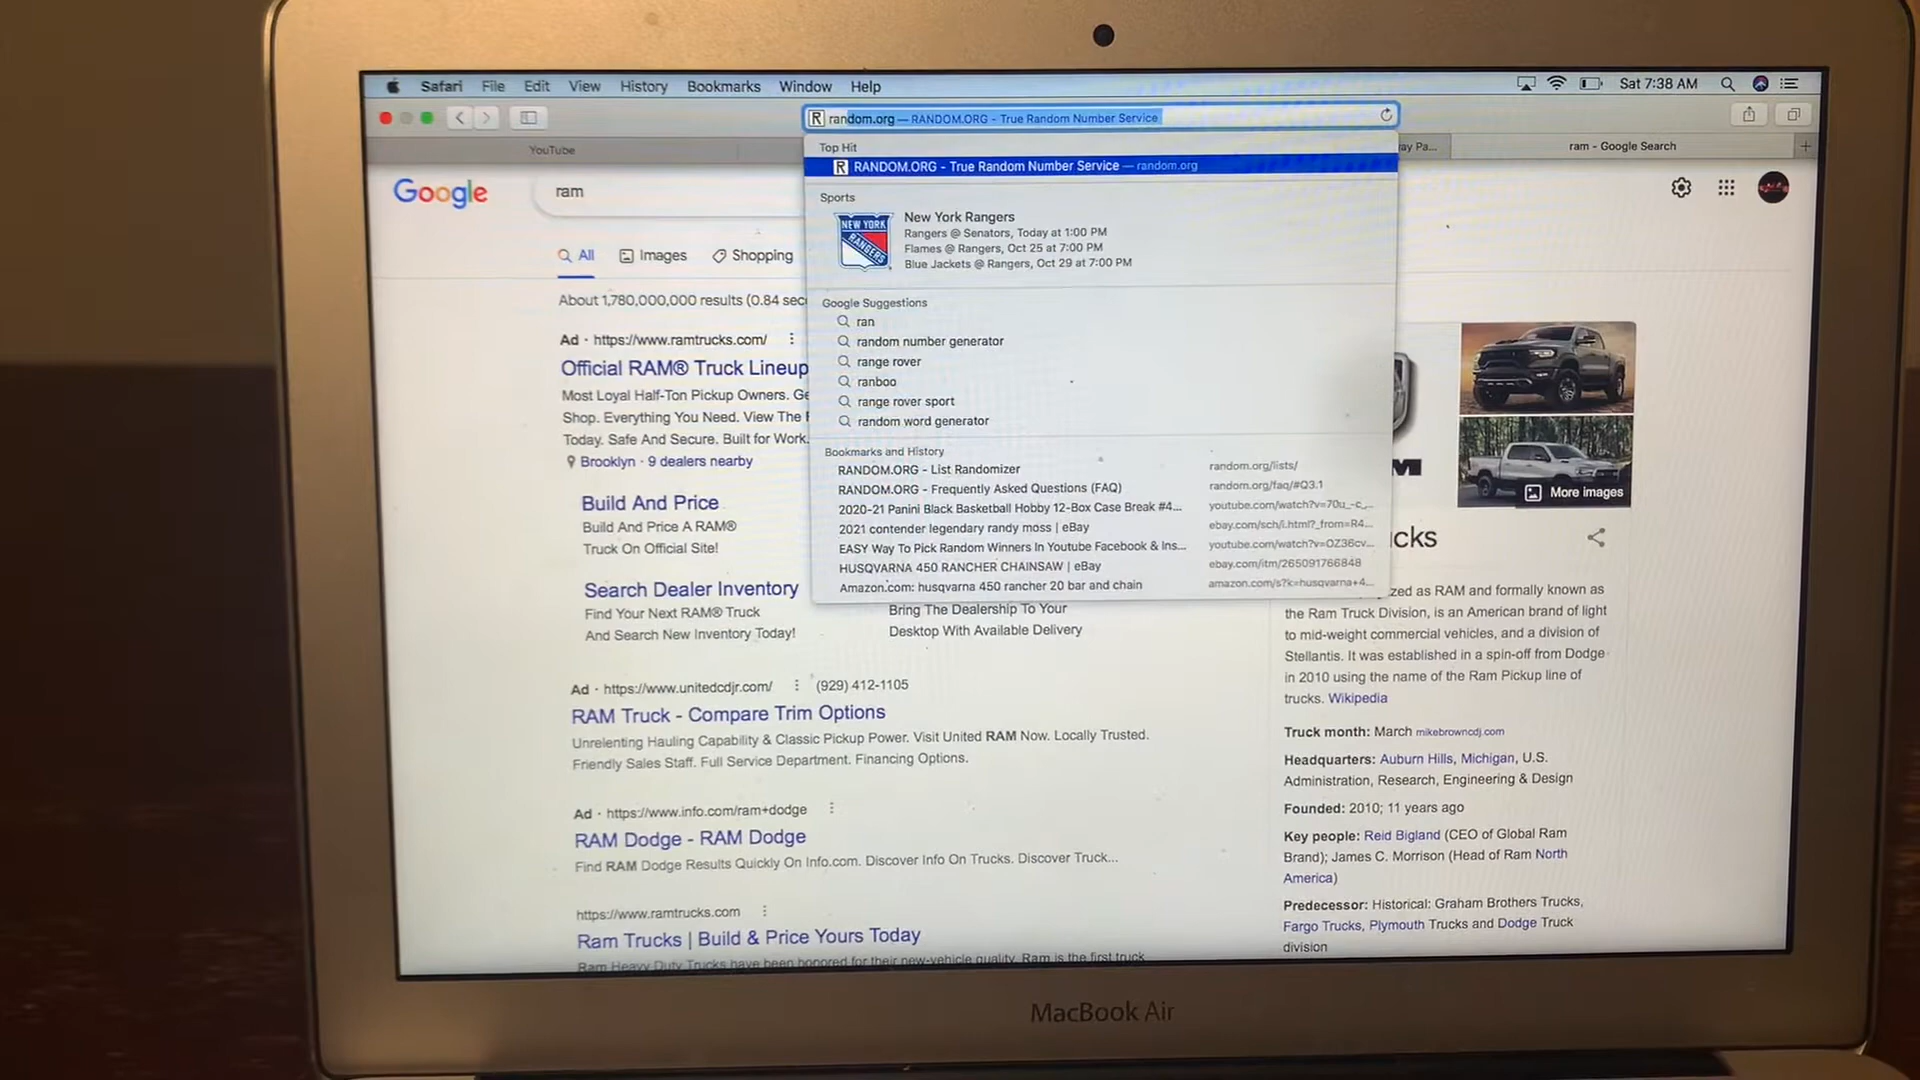 Safari File Edit View History Bookmarks Window Help Sat 7:38 AM
R random.org — RANDOM.ORG - True Random Number Service
YouTube
ay Pa...
ram - Google Search
Top Hit
R RANDOM.ORG - True Random Number Service — random.org
Google
ram
Sports
NEW YORK
RANGERS
New York Rangers
Rangers @ Senators, Today at 1:00 PM
Flames @ Rangers, Oct 25 at 7:00 PM
Blue Jackets @ Rangers, Oct 29 at 7:00 PM
All Images Shopping
About 1,780,000,000 results (0.84 sec
Google Suggestions
ran
random number generator
range rover
ranboo
range rover sport
random word generator
Bookmarks and History
RANDOM.ORG - List Randomizer random.org/lists/
RANDOM.ORG - Frequently Asked Questions (FAQ) random.org/faq/#Q3.1
2020-21 Panini Black Basketball Hobby 12-Box Case Break #4... youtube.com/watch?v=70u_-c_...
2021 contender legendary randy moss | eBay ebay.com/sch/i.html?_from=R4...
EASY Way To Pick Random Winners In Youtube Facebook & Ins... youtube.com/watch?v=OZ36cv...
HUSQVARNA 450 RANCHER CHAINSAW | eBay ebay.com/itm/265091766848
Amazon.com: husqvarna 450 rancher 20 bar and chain amazon.com/s?k=husqvarna+4...
Ad · https://www.ramtrucks.com/
Official RAM® Truck Lineup
Most Loyal Half-Ton Pickup Owners. Ge
Shop. Everything You Need. View The
Today. Safe And Secure. Built for Work.
Brooklyn · 9 dealers nearby
Build And Price
Build And Price A RAM®
Truck On Official Site!
Search Dealer Inventory
Find Your Next RAM® Truck
And Search New Inventory Today!
Bring The Dealership To Your
Desktop With Available Delivery
Ad · https://www.unitedcdjr.com/ (929) 412-1105
RAM Truck - Compare Trim Options
Unrelenting Hauling Capability & Classic Pickup Power. Visit United RAM Now. Locally Trusted.
Friendly Sales Staff. Full Service Department. Financing Options.
Ad · https://www.info.com/ram+dodge
RAM Dodge - RAM Dodge
Find RAM Dodge Results Quickly On Info.com. Discover Info On Trucks. Discover Truck...
https://www.ramtrucks.com
Ram Trucks | Build & Price Yours Today
Ram Heavy Duty Trucks have been honored for their new-vehicle quality. Ram is the first truck
M
More images
cks
zed as RAM and formally known as
the Ram Truck Division, is an American brand of light
to mid-weight commercial vehicles, and a division of
Stellantis. It was established in a spin-off from Dodge
in 2010 using the name of the Ram Pickup line of
trucks. Wikipedia
Truck month: March mikebrowncdj.com
Headquarters: Auburn Hills, Michigan, U.S.
Administration, Research, Engineering & Design
Founded: 2010; 11 years ago
Key people: Reid Bigland (CEO of Global Ram
Brand); James C. Morrison (Head of Ram North
America)
Predecessor: Historical: Graham Brothers Trucks,
Fargo Trucks, Plymouth Trucks and Dodge Truck
division
MacBook Air